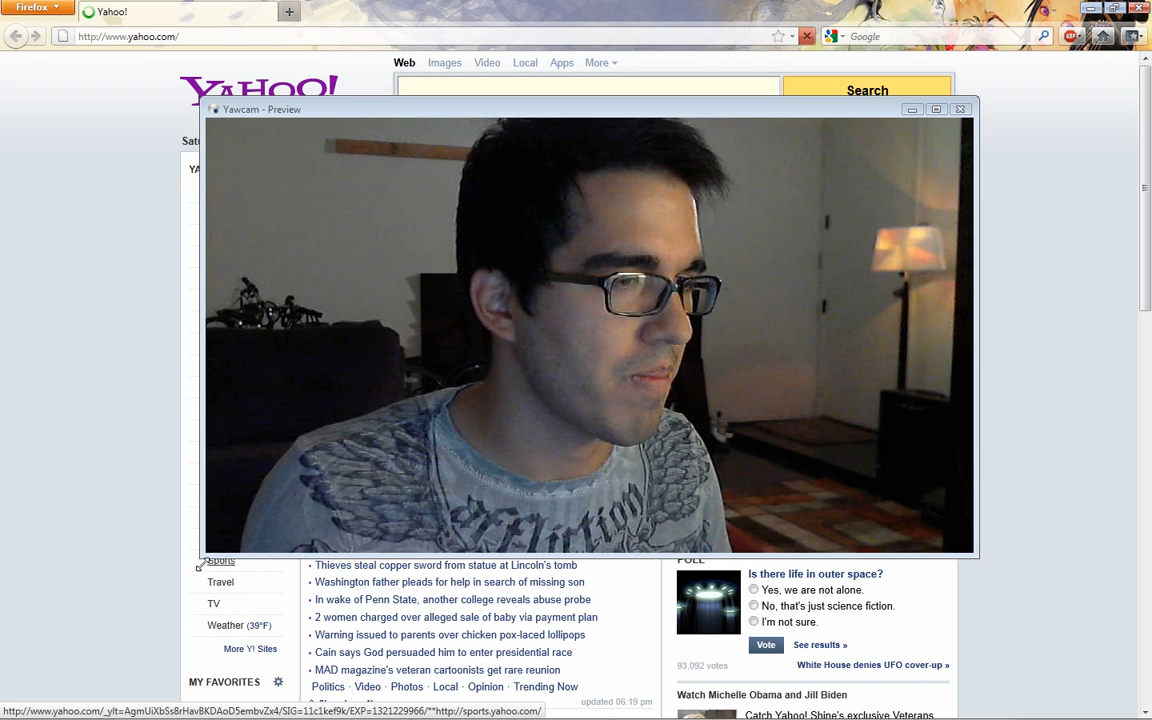 Firefox
Yahoo!
http://www.yahoo.com/
Google
ABP
Web Images Video Local Apps More
YAHOO!
Search
Yawcam - Preview
Satu
YA
affliction
Sports
Travel
TV
Weather (39°F)
More Y! Sites
MY FAVORITES
Thieves steal copper sword from statue at Lincoln's tomb
Washington father pleads for help in search of missing son
In wake of Penn State, another college reveals abuse probe
2 women charged over alleged sale of baby via payment plan
Warning issued to parents over chicken pox-laced lollipops
Cain says God persuaded him to enter presidential race
MAD magazine's veteran cartoonists get rare reunion
Politics · Video · Photos · Local · Opinion · Trending Now
updated 06:19 pm
POLL
Is there life in outer space?
Yes, we are not alone.
No, that's just science fiction.
I'm not sure.
Vote See results »
93,092 votes
White House denies UFO cover-up »
Watch Michelle Obama and Jill Biden
Catch Yahoo! Shine's exclusive Veterans
http://www.yahoo.com/_ylt=AgmUiXbSs8rHavBKDAoD5embvZx4/SIG=11c1kef9k/EXP=1321229966/**http://sports.yahoo.com/